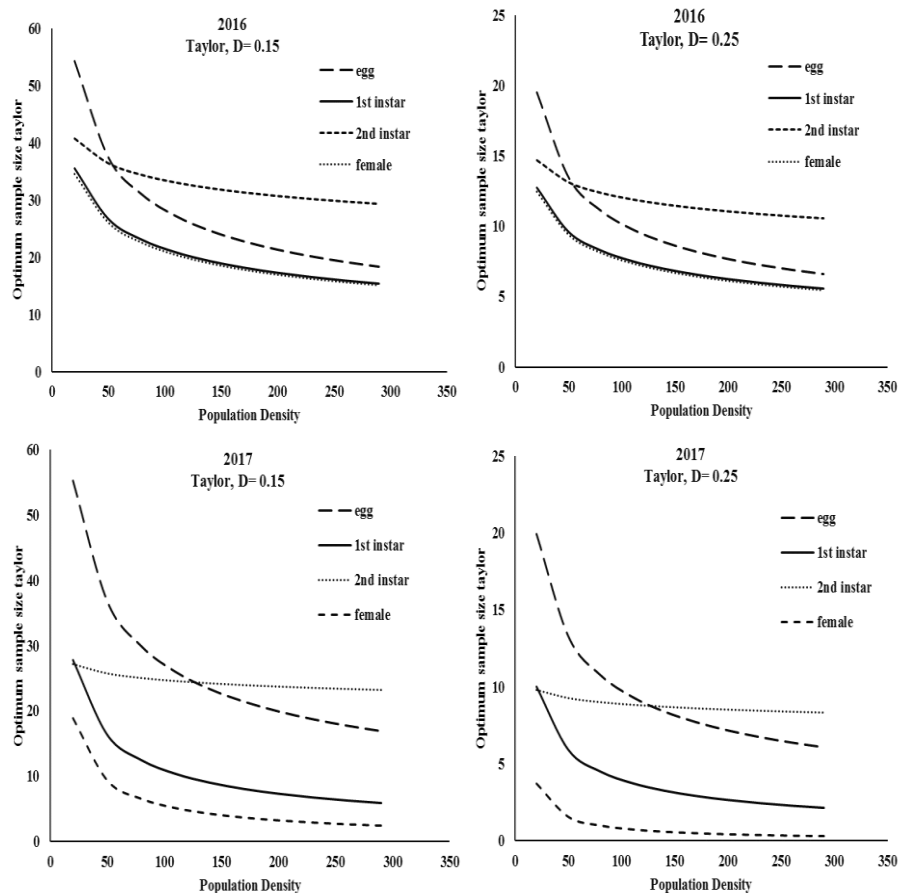 2016
Taylor, D= 0.15
egg
1st instar
2nd instar
female
Optimum sample size taylor
60
50
40
30
20
10
0
0 50 100 150 200 250 300 350
Population Density
2016
Taylor, D= 0.25
egg
1st instar
2nd instar
female
Optimum sample size taylor
25
20
15
10
5
0
0 50 100 150 200 250 300 350
Population Density
2017
Taylor, D= 0.15
egg
1st instar
2nd instar
female
Optimum sample size taylor
60
50
40
30
20
10
0
0 50 100 150 200 250 300 350
Population Density
2017
Taylor, D= 0.25
egg
1st instar
2nd instar
female
Optimum sample size taylor
25
20
15
10
5
0
0 50 100 150 200 250 300 350
Population Density